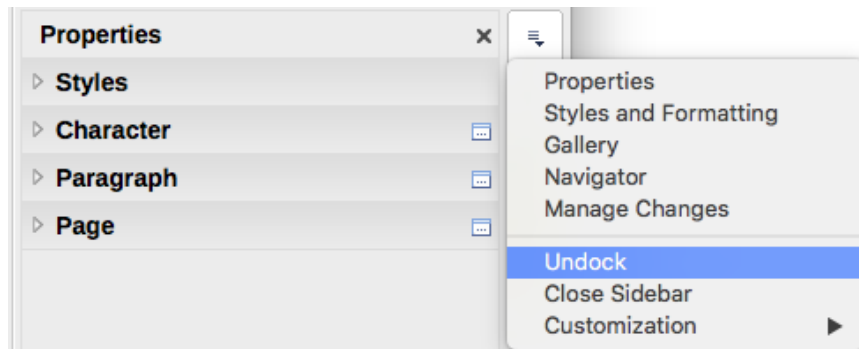 Properties
Styles
Character
Paragraph
Page
Properties
Styles and Formatting
Gallery
Navigator
Manage Changes
Undock
Close Sidebar
Customization